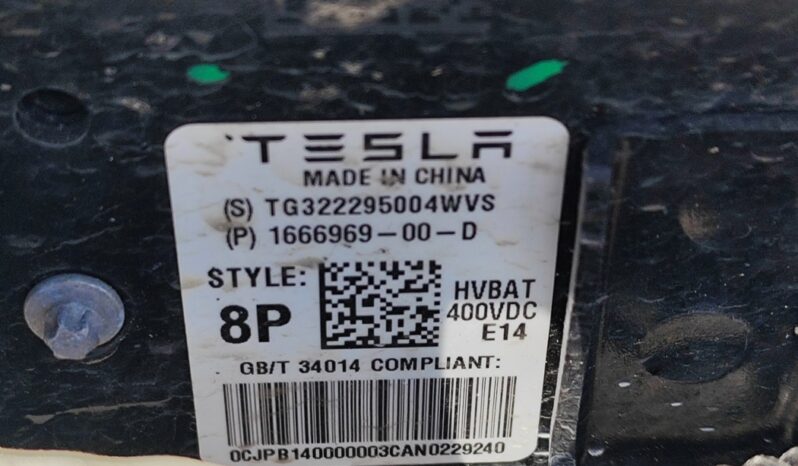 TESLA
MADE IN CHINA
(S) TG322295004WVS
(P) 1666969-00-D
STYLE:
8P
HVBAT
400VDC
E14
GB/T 34014 COMPLIANT:
0CJPB140000003CAN0229240